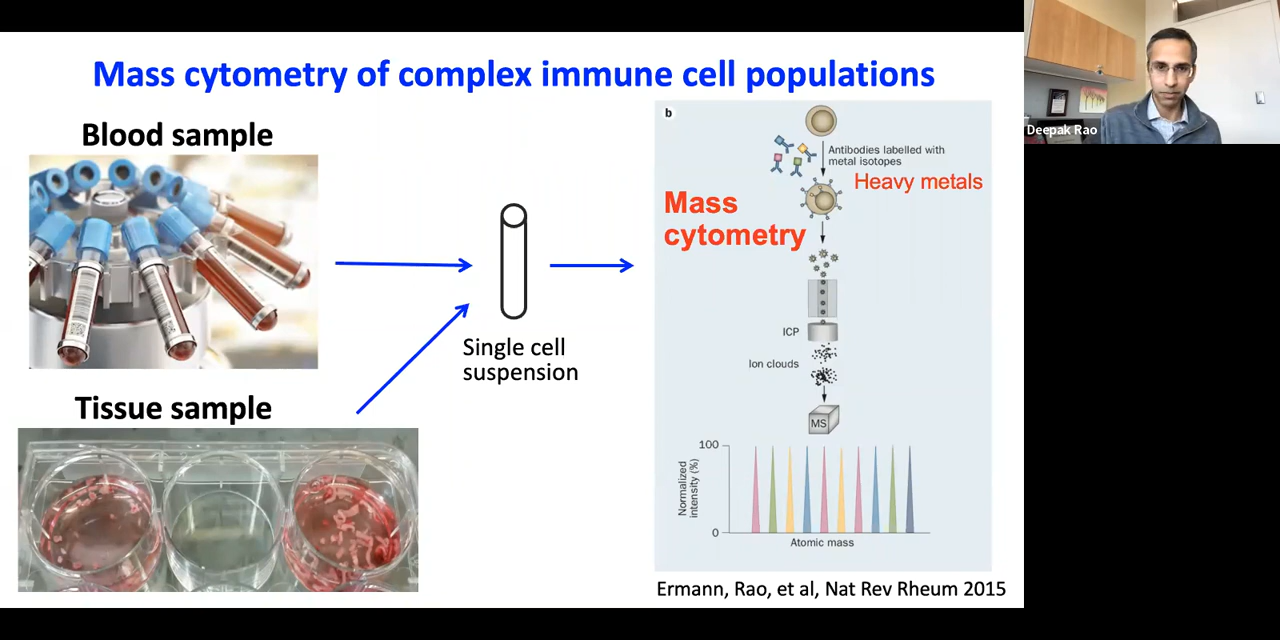 Mass cytometry of complex immune cell populations
Blood sample
Tissue sample
Single cell
suspension
b
Antibodies labelled with
metal isotopes
Heavy metals
Mass
cytometry
ICP
Ion clouds
MS
100
Normalized
intensity (%)
0
Atomic mass
Ermann, Rao, et al, Nat Rev Rheum 2015
Deepak Rao